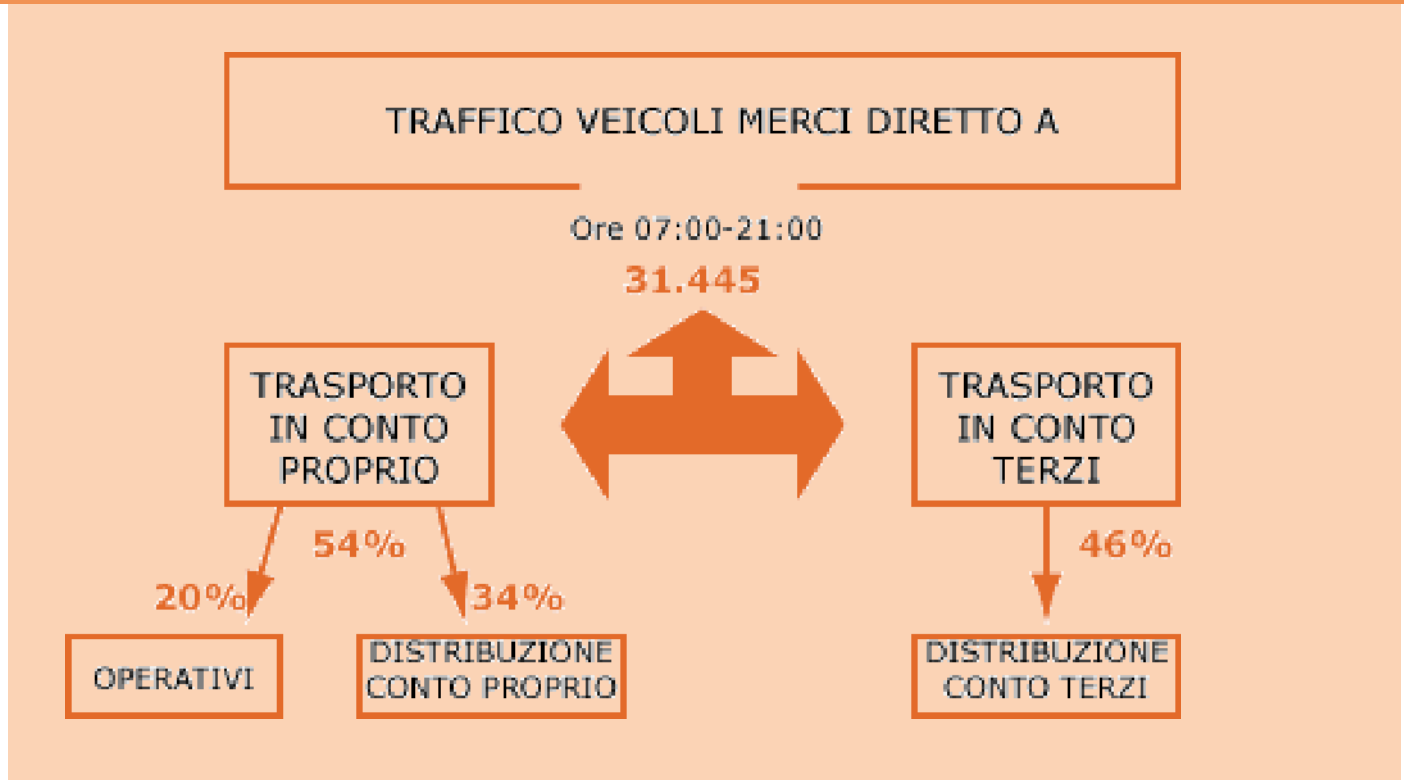 TRAFFICO VEICOLI MERCI DIRETTO A
Ore 07:00-21:00
31.445
TRASPORTO
IN CONTO
PROPRIO
TRASPORTO
IN CONTO
TERZI
54%
46%
20%
34%
OPERATIVI
DISTRIBUZIONE
CONTO PROPRIO
DISTRIBUZIONE
CONTO TERZI